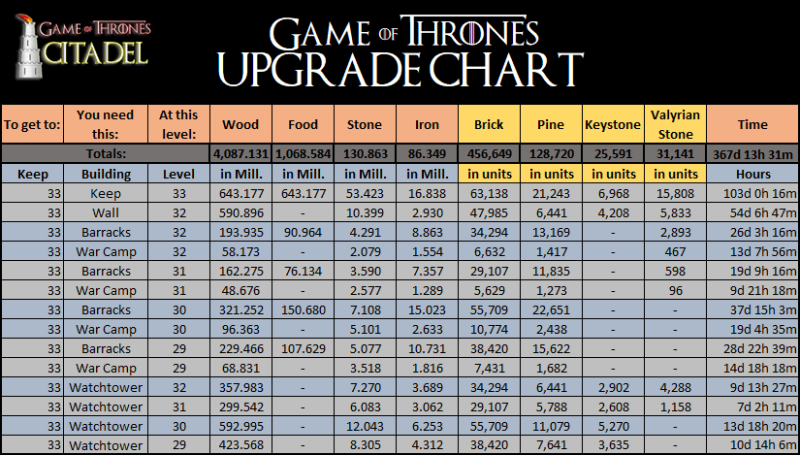 GAME OF THRONES
CITADEL
GAME OF THRONES
UPGRADE CHART
To get to: You need this: At this level: Wood Food Stone Iron Brick Pine Keystone Valyrian Stone Time
Totals: 4,087.131 1,068.584 130.863 86.349 456,649 128,720 25,591 31,141 367d 13h 31m
Keep Building Level in Mill. in Mill. in Mill. in Mill. in units in units in units in units Hours
33 Keep 33 643.177 643.177 53.423 16.838 63,138 21,243 6,968 15,808 103d 0h 16m
33 Wall 32 590.896 - 10.399 2.930 47,985 6,441 4,208 5,833 54d 6h 47m
33 Barracks 32 193.935 90.964 4.291 8.863 34,294 13,169 - 2,893 26d 3h 16m
33 War Camp 32 58.173 - 2.079 1.554 6,632 1,417 - 467 13d 7h 56m
33 Barracks 31 162.275 76.134 3.590 7.357 29,107 11,835 - 598 19d 9h 16m
33 War Camp 31 48.676 - 2.577 1.289 5,629 1,273 - 96 9d 21h 18m
33 Barracks 30 321.252 150.680 7.108 15.023 55,709 22,651 - - 37d 15h 3m
33 War Camp 30 96.363 - 5.101 2.633 10,774 2,438 - - 19d 4h 35m
33 Barracks 29 229.466 107.629 5.077 10.731 38,420 15,622 - - 28d 22h 39m
33 War Camp 29 68.831 - 3.518 1.816 7,431 1,682 - - 14d 18h 18m
33 Watchtower 32 357.983 - 7.270 3.689 34,294 6,441 2,902 4,288 9d 13h 27m
33 Watchtower 31 299.542 - 6.083 3.062 29,107 5,788 2,608 1,158 7d 2h 11m
33 Watchtower 30 592.995 - 12.043 6.253 55,709 11,079 5,270 - 13d 18h 20m
33 Watchtower 29 423.568 - 8.305 4.312 38,420 7,641 3,635 - 10d 14h 6m